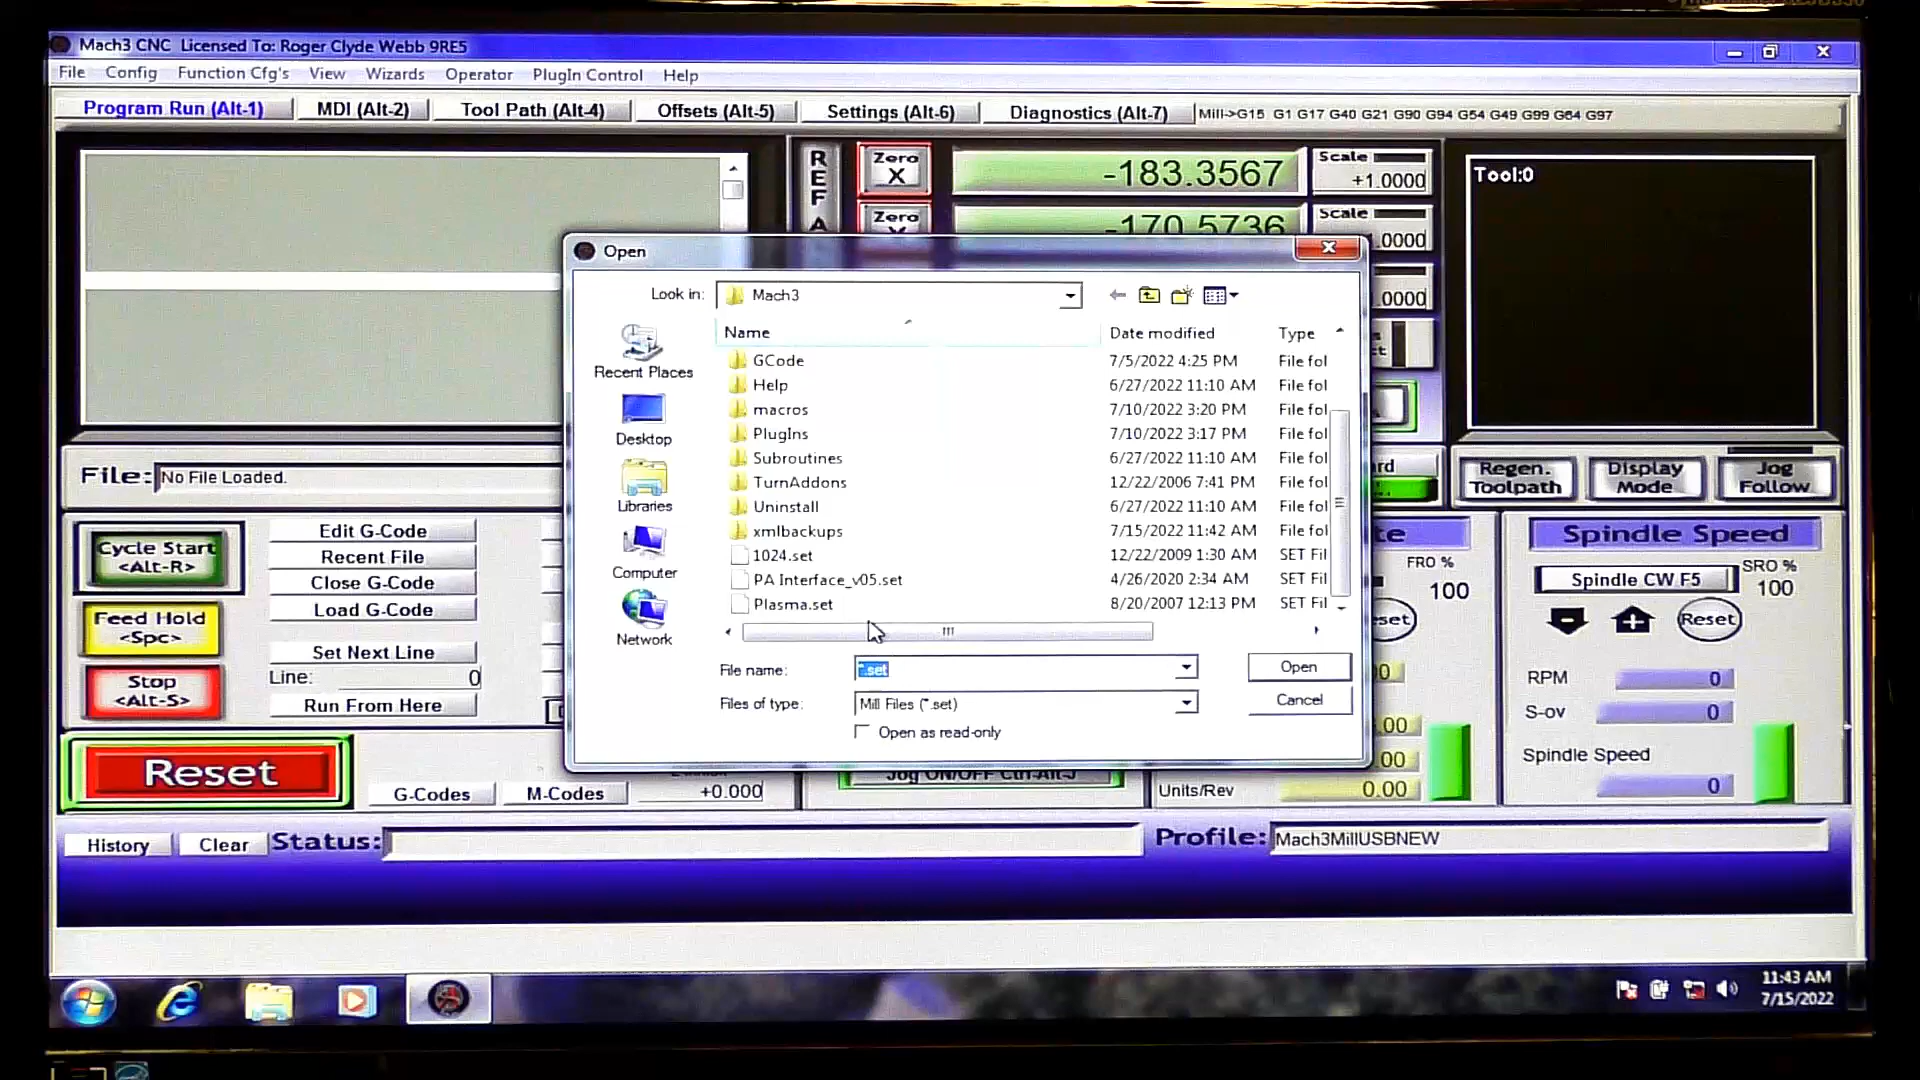 Mach3 CNC Licensed To: Roger Clyde Webb 9RE5
File Config Function Cfg's View Wizards Operator PlugIn Control Help
Program Run (Alt-1) MDI (Alt-2) Tool Path (Alt-4) Offsets (Alt-5) Settings (Alt-6) Diagnostics (Alt-7) Mill->G15 G1 G17 G40 G21 G90 G94 G54 G49 G99 G64 G97
REF A
Zero X -183.3567 Scale +1.0000
Zero -170.5736 Scale .0000
.0000
Tool:0
Open
Look in: Mach3
Name Date modified Type
GCode 7/5/2022 4:25 PM File fol
Help 6/27/2022 11:10 AM File fol
macros 7/10/2022 3:20 PM File fol
PlugIns 7/10/2022 3:17 PM File fol
Subroutines 6/27/2022 11:10 AM File fol
TurnAddons 12/22/2006 7:41 PM File fol
Uninstall 6/27/2022 11:10 AM File fol
xmlbackups 7/15/2022 11:42 AM File fol
1024.set 12/22/2009 1:30 AM SET Fil
PA Interface_v05.set 4/26/2020 2:34 AM SET Fil
Plasma.set 8/20/2007 12:13 PM SET Fil
Recent Places
Desktop
Libraries
Computer
Network
File name: *.set Open
Files of type: Mill Files (*.set) Cancel
Open as read-only
File: No File Loaded.
Regen. Toolpath
Display Mode
Jog Follow
Cycle Start <Alt-R>
Feed Hold <Spc>
Stop <Alt-S>
Edit G-Code
Recent File
Close G-Code
Load G-Code
Set Next Line
Line: 0
Run From Here
FRO % 100
Spindle Speed
Spindle CW F5
SRO % 100
Reset
RPM 0
S-ov 0
Spindle Speed 0
Reset
G-Codes M-Codes +0.000
Jog ON/OFF Ctrl-Alt-J
Units/Rev 0.00
History Clear Status: Profile: Mach3MillUSBNEW
11:43 AM
7/15/2022